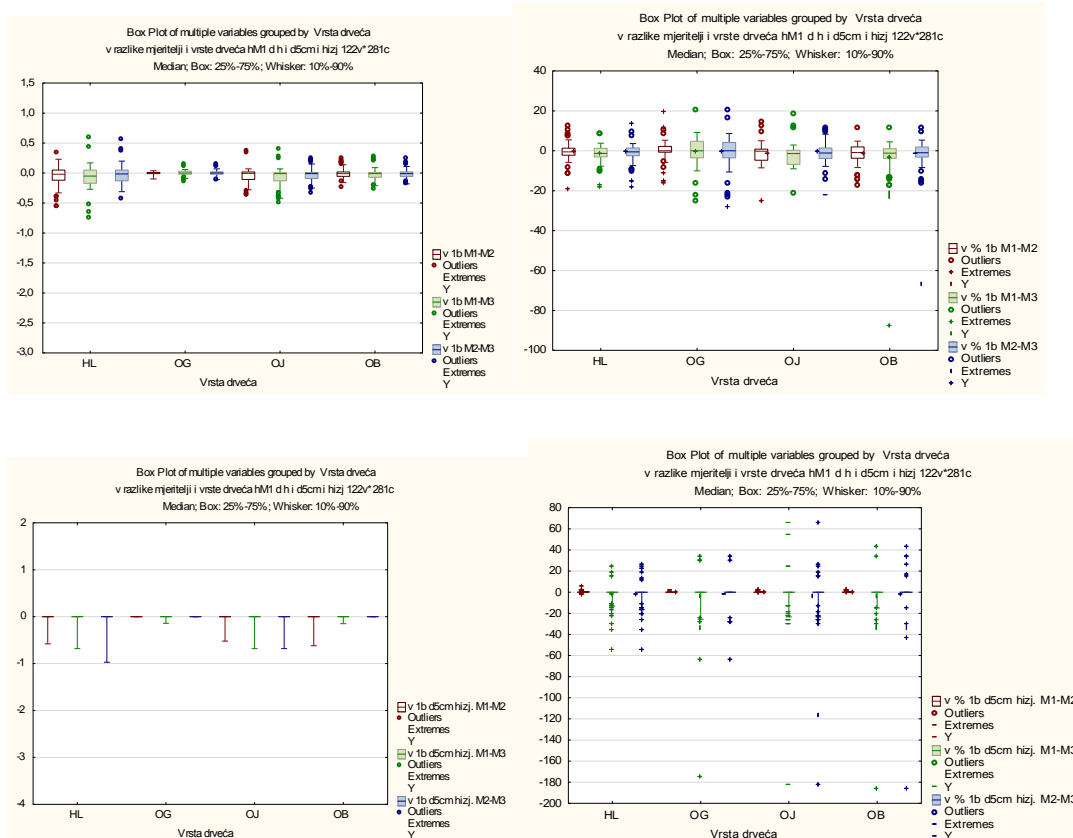 Box Plot of multiple variables grouped by Vrsta drveća
v razlike mjeritelji i vrste drveća hM1 d h i d5cm i hizj 122v*281c
Median; Box: 25%-75%; Whisker: 10%-90%
1,5
1,0
0,5
0,0
-0,5
-1,0
-1,5
-2,0
-2,5
-3,0
HL OG OJ OB
Vrsta drveća
v 1b M1-M2
Outliers
Extremes
Y
v 1b M1-M3
Outliers
Extremes
Y
v 1b M2-M3
Outliers
Extremes
Y
Box Plot of multiple variables grouped by Vrsta drveća
v razlike mjeritelji i vrste drveća hM1 d h i d5cm i hizj 122v*281c
Median; Box: 25%-75%; Whisker: 10%-90%
40
20
0
-20
-40
-60
-80
-100
HL OG OJ OB
Vrsta drveća
v % 1b M1-M2
Outliers
Extremes
Y
v % 1b M1-M3
Outliers
Extremes
Y
v % 1b M2-M3
Outliers
Extremes
Y
Box Plot of multiple variables grouped by Vrsta drveća
v razlike mjeritelji i vrste drveća hM1 d h i d5cm i hizj 122v*281c
Median; Box: 25%-75%; Whisker: 10%-90%
2
1
0
-1
-2
-3
-4
HL OG OJ OB
Vrsta drveća
v 1b d5cm hizj. M1-M2
Outliers
Extremes
Y
v 1b d5cm hizj. M1-M3
Outliers
Extremes
Y
v 1b d5cm hizj. M2-M3
Outliers
Extremes
Y
Box Plot of multiple variables grouped by Vrsta drveća
v razlike mjeritelji i vrste drveća hM1 d h i d5cm i hizj 122v*281c
Median; Box: 25%-75%; Whisker: 10%-90%
80
60
40
20
0
-20
-40
-60
-80
-100
-120
-140
-160
-180
-200
HL OG OJ OB
Vrsta drveća
v % 1b d5cm hizj. M1-M2
Outliers
Extremes
Y
v % 1b d5cm hizj. M1-M3
Outliers
Extremes
Y
v % 1b d5cm hizj. M2-M3
Outliers
Extremes
Y